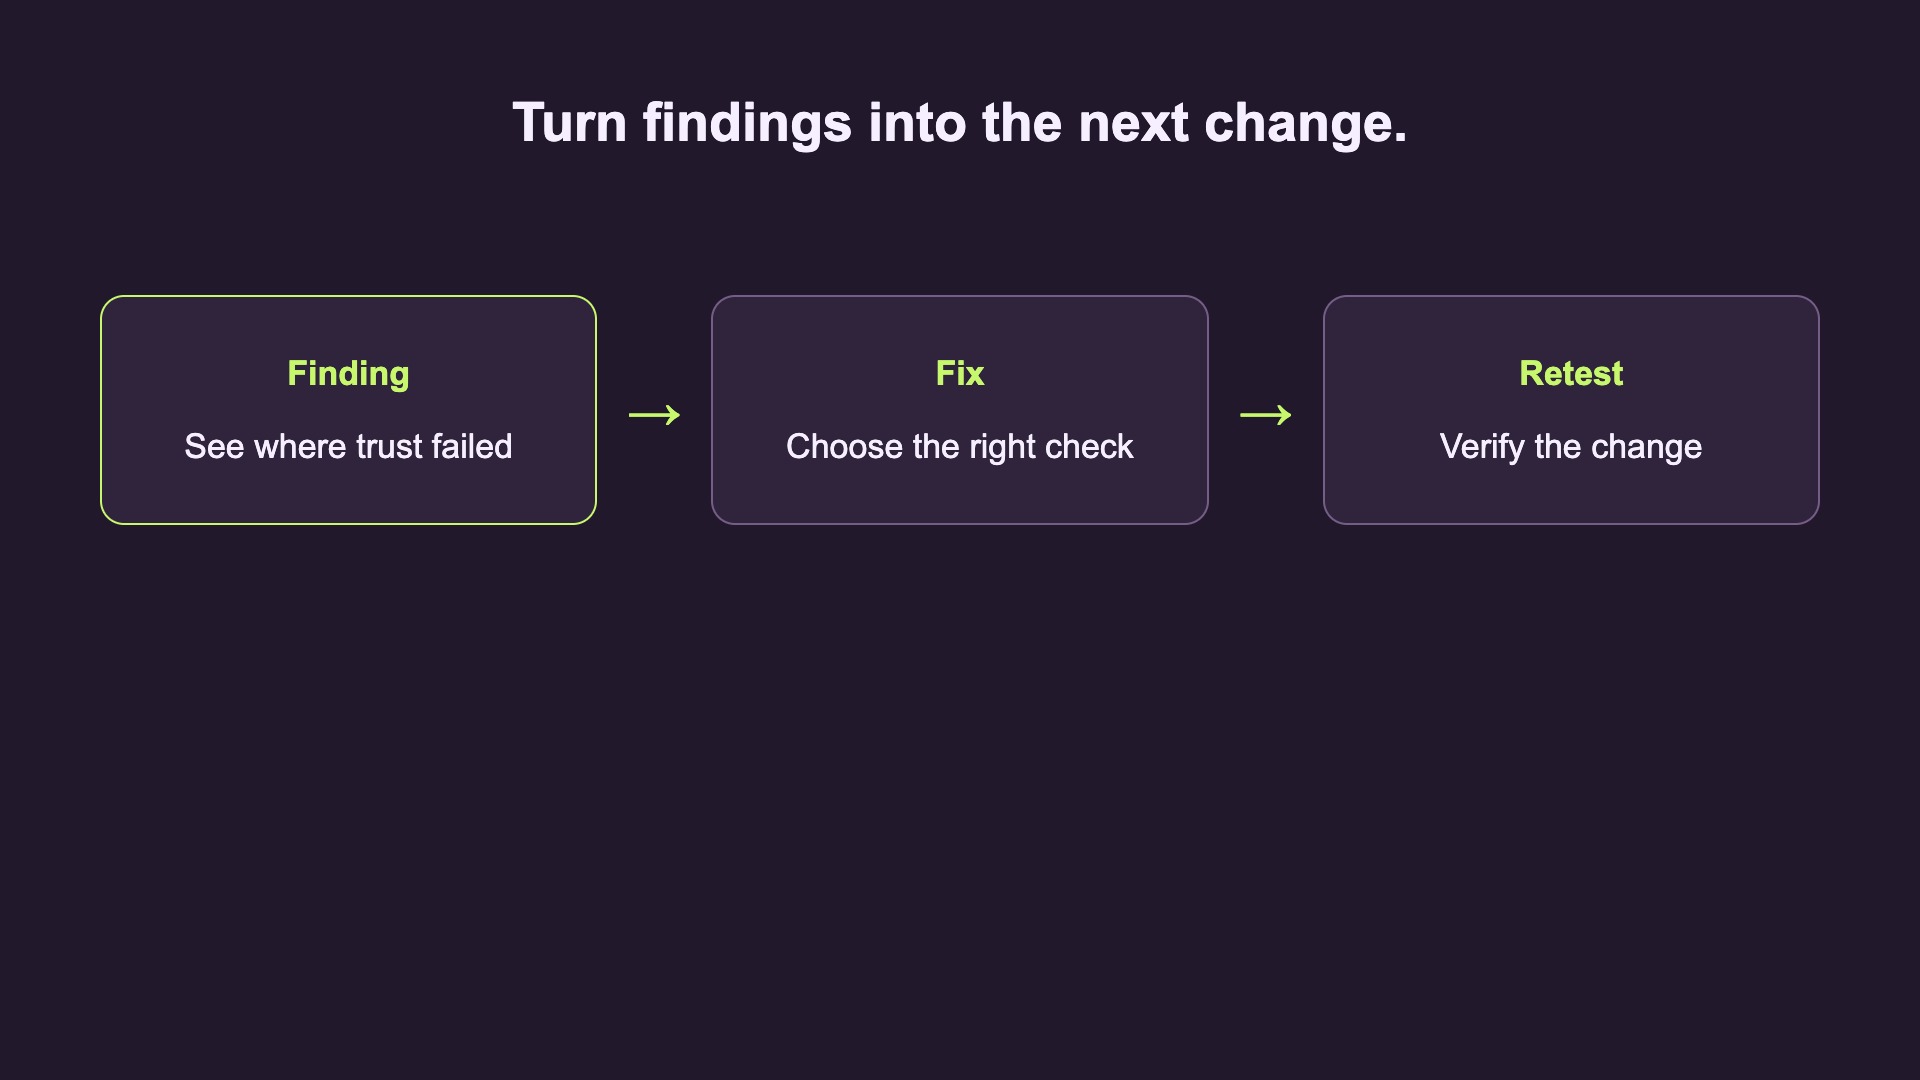 Turn findings into the next change.
Finding
See where trust failed
→
Fix
Choose the right check
→
Retest
Verify the change